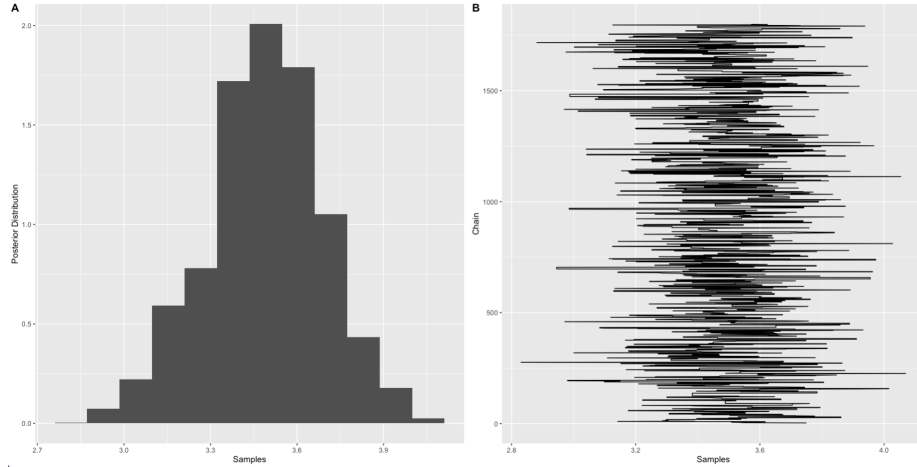 A
2.0
1.5
1.0
0.5
0.0
Posterior Distribution
2.7 3.0 3.3 3.6 3.9
Samples
B
1500
1000
500
0
Chain
2.8 3.2 3.6 4.0
Samples